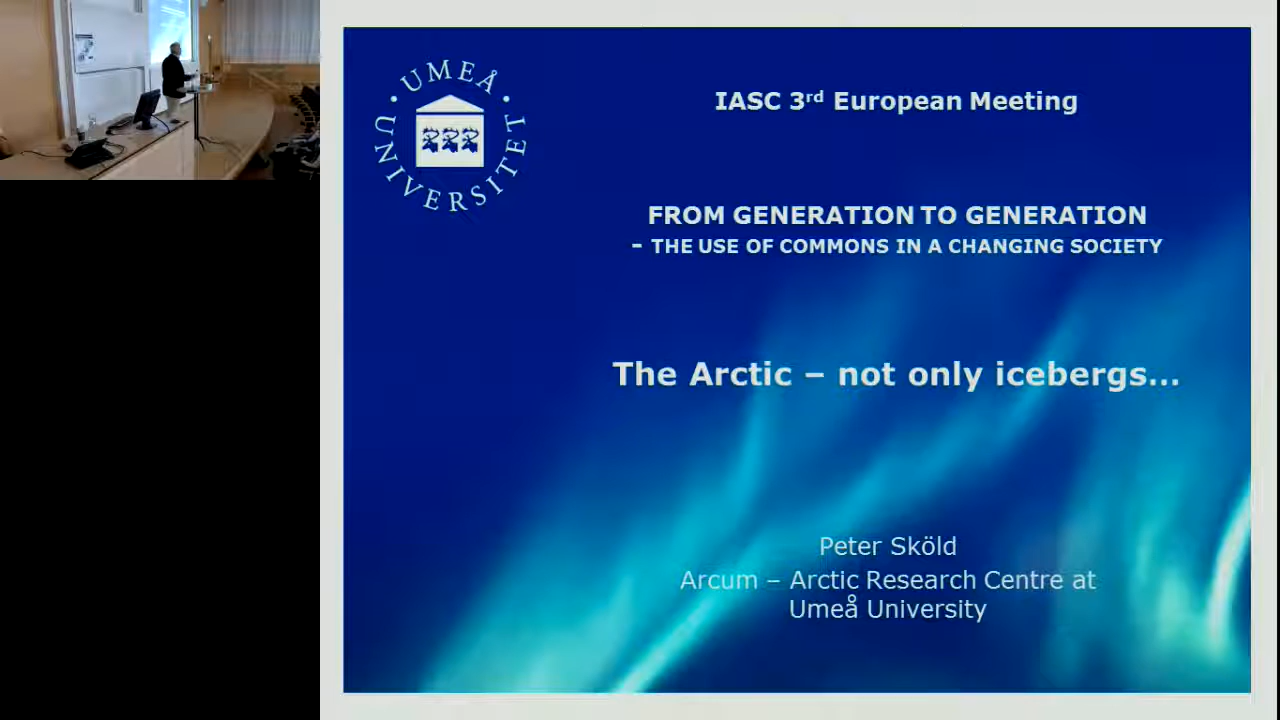 UMEÅ UNIVERSITET
IASC 3rd European Meeting
FROM GENERATION TO GENERATION
- THE USE OF COMMONS IN A CHANGING SOCIETY
The Arctic – not only icebergs...
Peter Sköld
Arcum – Arctic Research Centre at
Umeå University